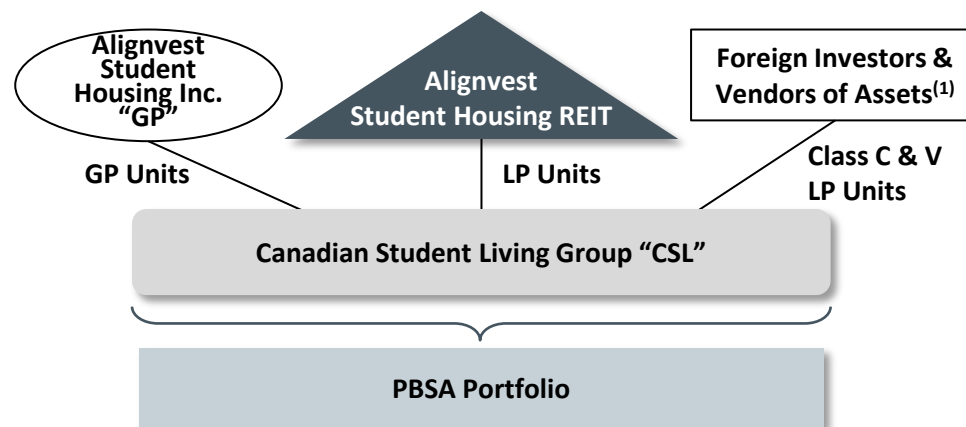 Alignvest
Student
Housing Inc.
“GP”
Alignvest
Student Housing REIT
Foreign Investors &
Vendors of Assets(1)
GP Units
LP Units
Class C & V
LP Units
Canadian Student Living Group “CSL”
PBSA Portfolio